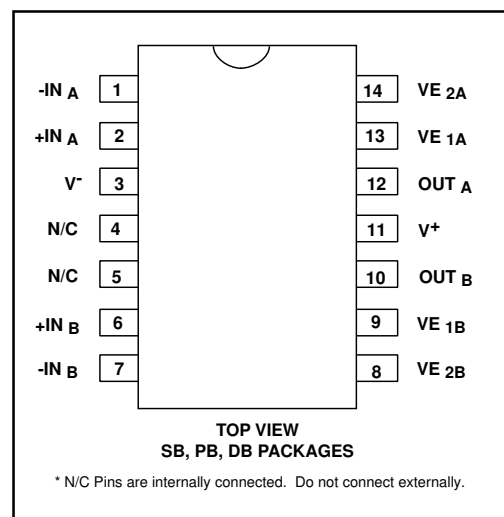 -IN A 1 14 VE 2A
+IN A 2 13 VE 1A
V- 3 12 OUT A
N/C 4 11 V+
N/C 5 10 OUT B
+IN B 6 9 VE 1B
-IN B 7 8 VE 2B
TOP VIEW
SB, PB, DB PACKAGES
* N/C Pins are internally connected. Do not connect externally.